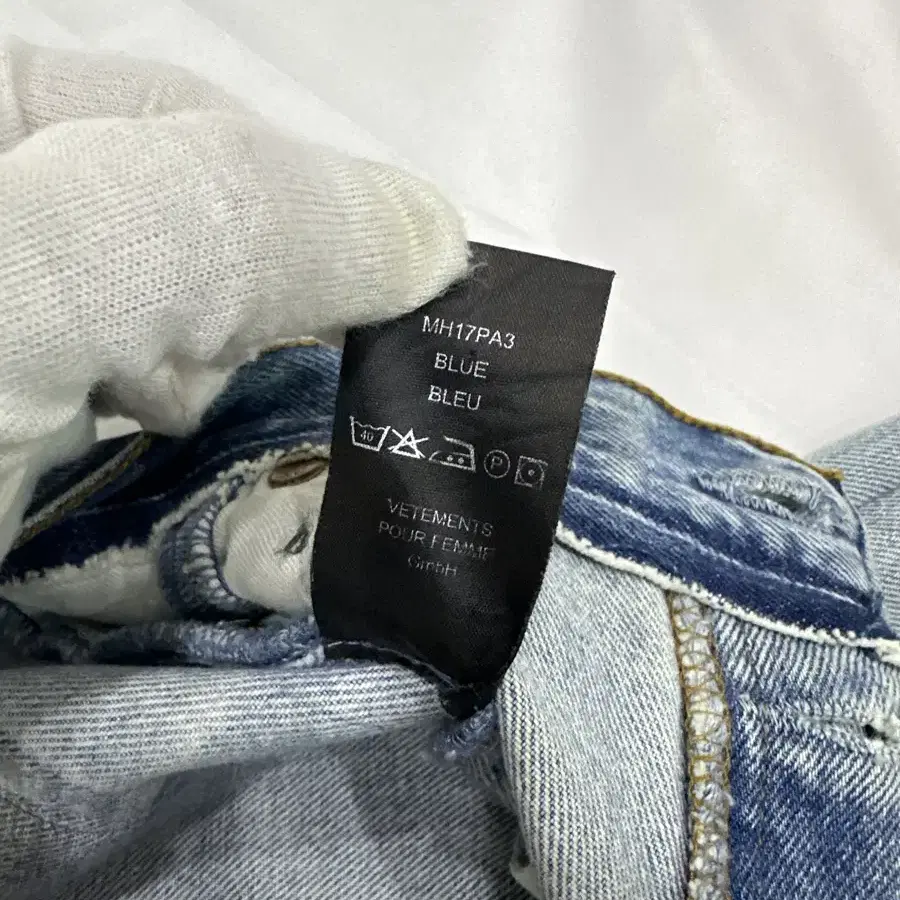 MH17PA3
BLUE
BLEU
40 P
VETEMENTS
POUR FEMME
GmbH